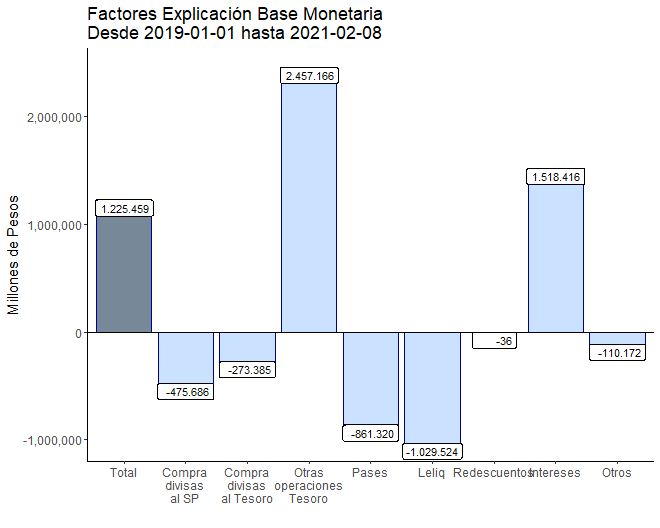 Factores Explicación Base Monetaria
Desde 2019-01-01 hasta 2021-02-08
Millones de Pesos
2,000,000
1,000,000
0
-1,000,000
1.225.459
-475.686
-273.385
2.457.166
-861.320
-1.029.524
-36
1.518.416
-110.172
Total
Compra
divisas
al SP
Compra
divisas
al Tesoro
Otras
operaciones
Tesoro
Pases
Leliq
Redescuentos
Intereses
Otros